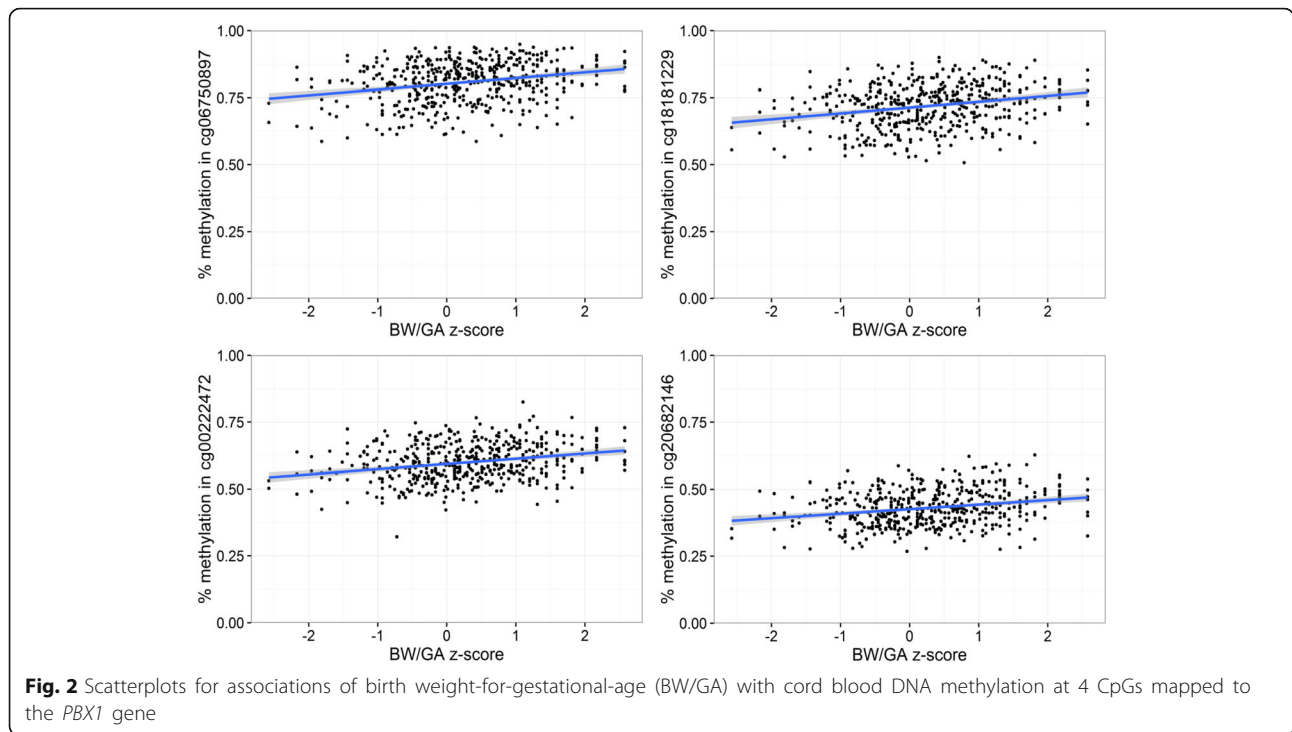 1.00
0.75
0.50
0.25
0.00
% methylation in cg06750897
-2 -1 0 1 2
BW/GA z-score
1.00
0.75
0.50
0.25
0.00
% methylation in cg18181229
-2 -1 0 1 2
BW/GA z-score
1.00
0.75
0.50
0.25
0.00
% methylation in cg00222472
-2 -1 0 1 2
BW/GA z-score
1.00
0.75
0.50
0.25
0.00
% methylation in cg20682146
-2 -1 0 1 2
BW/GA z-score
Fig. 2 Scatterplots for associations of birth weight-for-gestational-age (BW/GA) with cord blood DNA methylation at 4 CpGs mapped to
the PBX1 gene